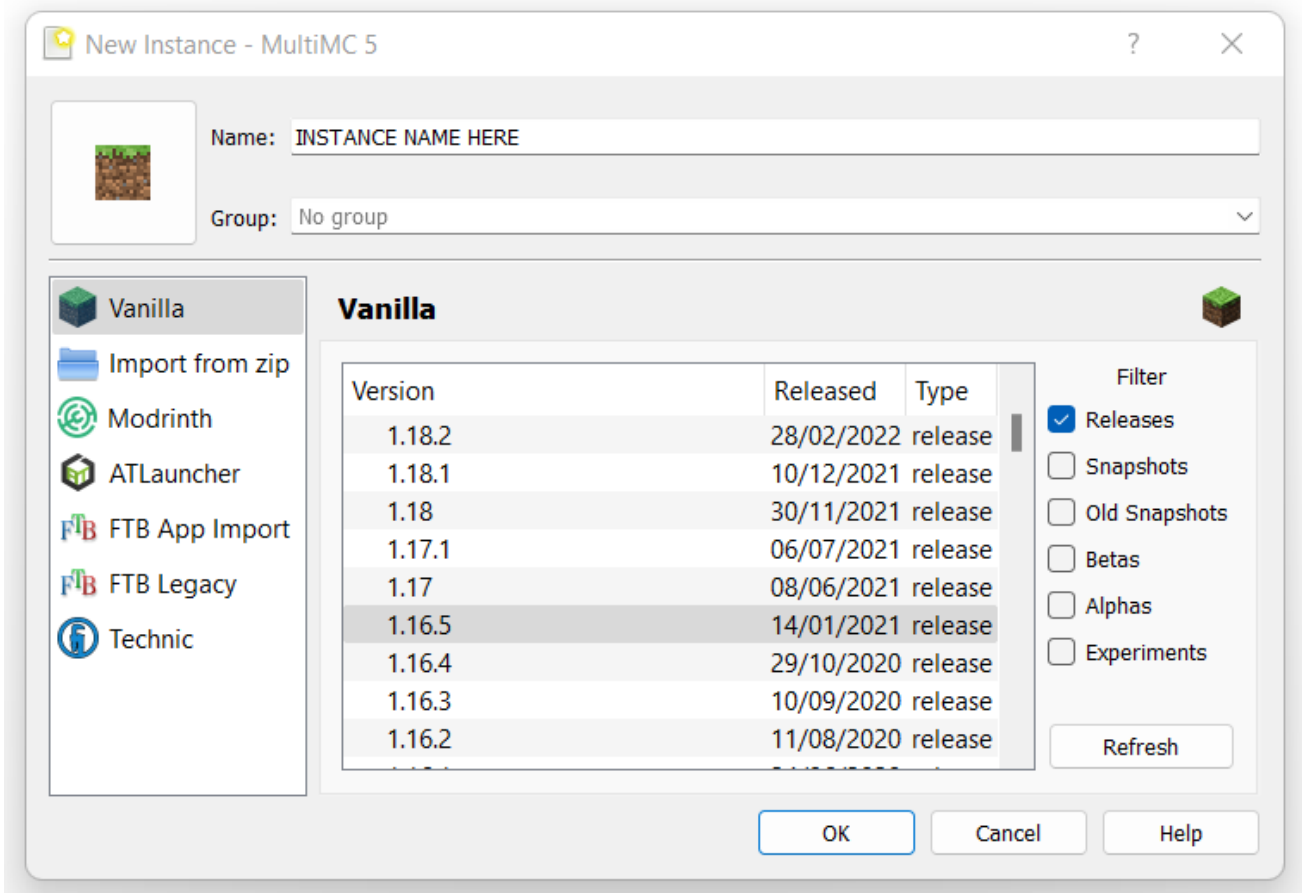 New Instance - MultiMC 5
Name: INSTANCE NAME HERE
Group: No group
Vanilla
Import from zip
Modrinth
ATLauncher
FTB FTB App Import
FTB FTB Legacy
Technic
Vanilla
Version Released Type
1.18.2 28/02/2022 release
1.18.1 10/12/2021 release
1.18 30/11/2021 release
1.17.1 06/07/2021 release
1.17 08/06/2021 release
1.16.5 14/01/2021 release
1.16.4 29/10/2020 release
1.16.3 10/09/2020 release
1.16.2 11/08/2020 release
Filter
Releases
Snapshots
Old Snapshots
Betas
Alphas
Experiments
Refresh
OK Cancel Help